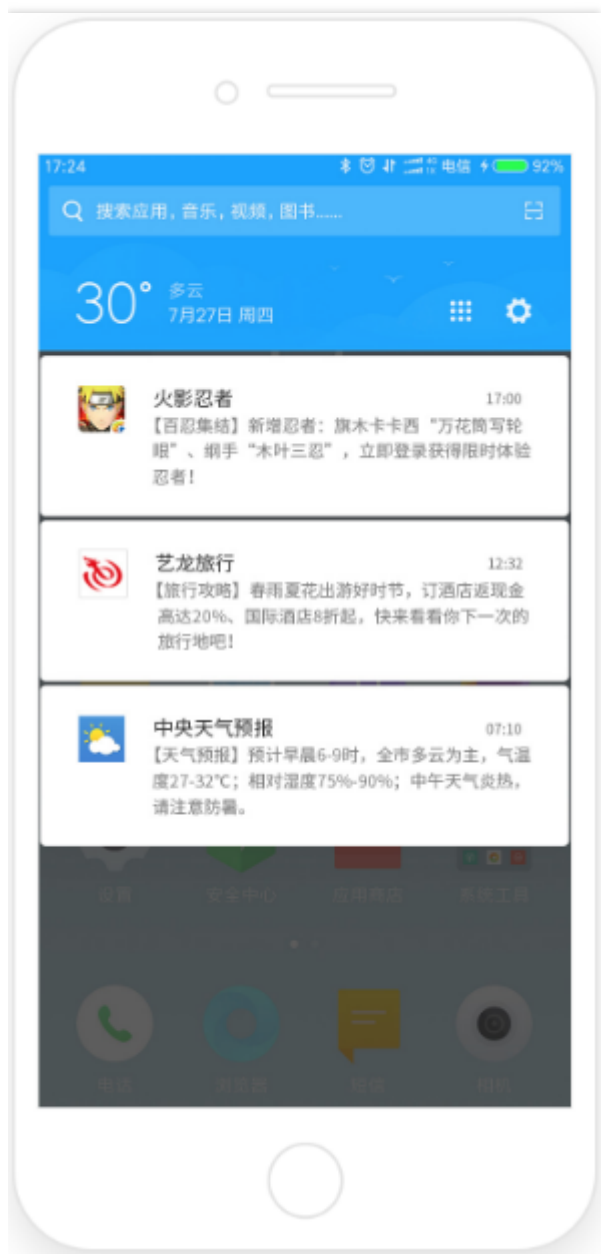 17:24
电信 92%
搜索应用, 音乐, 视频, 图书......
30°
多云
7月27日 周四
火影忍者 17:00
【百忍集结】新增忍者：旗木卡卡西“万花筒写轮
眼”、纲手“木叶三忍”，立即登录获得限时体验
忍者！
艺龙旅行 12:32
【旅行攻略】春雨夏花出游好时节，订酒店返现金
高达20%、国际酒店8折起，快来看看你下一次的
旅行地吧！
中央天气预报 07:10
【天气预报】预计早晨6-9时，全市多云为主，气温
度27-32℃；相对湿度75%-90%；中午天气炎热，
请注意防暑。
设置 安全中心 应用商店 系统工具
电话 浏览器 短信 相机